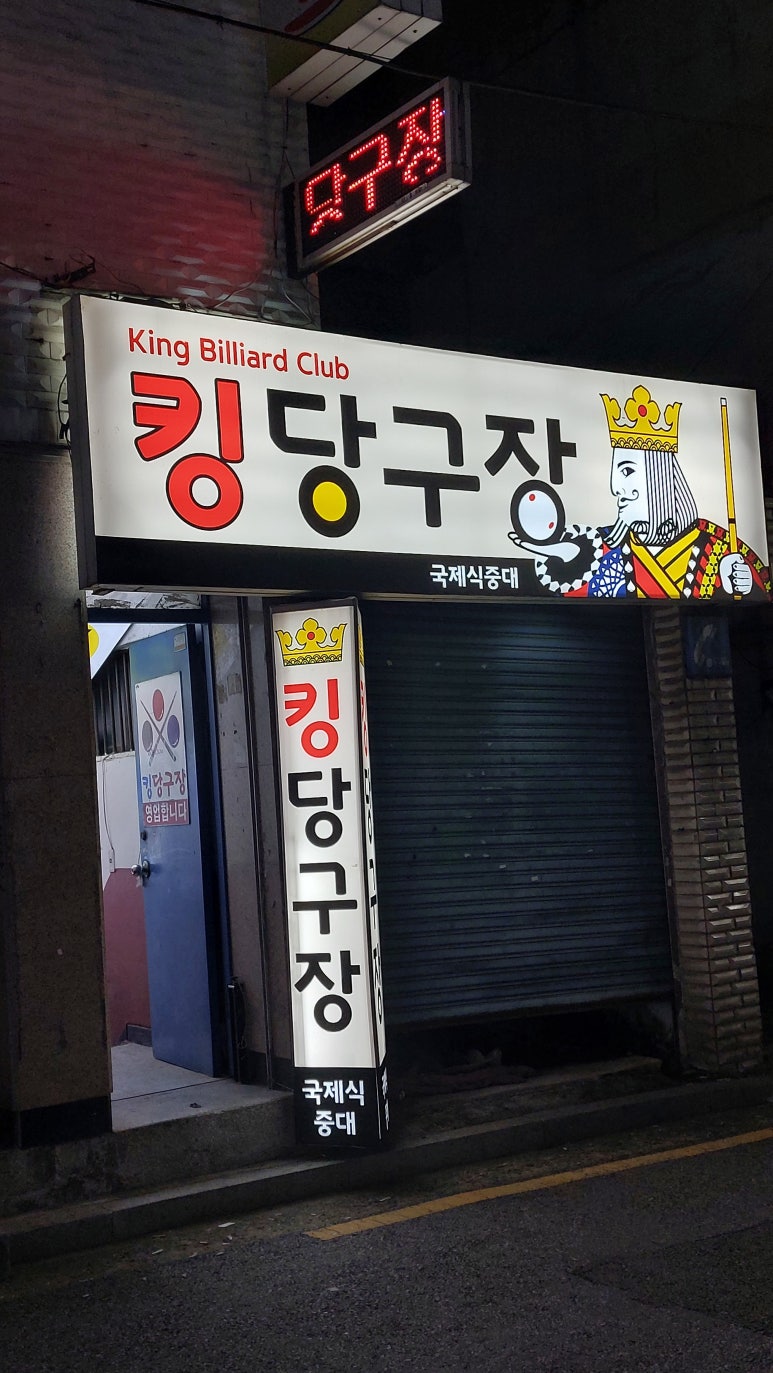 당구장
King Billiard Club
킹당구장
국제식중대
킹당구장
영업합니다
킹
당
구
장
국제식
중대